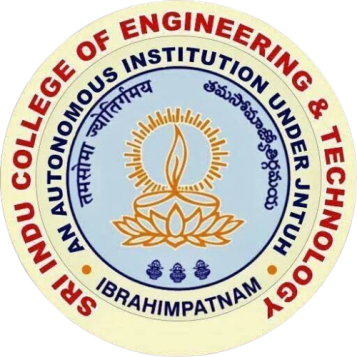 SRI INDU COLLEGE OF ENGINEERING & TECHNOLOGY
AN AUTONOMOUS INSTITUTION UNDER JNTUH
तमसोमा ज्योतिर्गमय
తమసోమాజ్యోతిర్గమయ
IBRAHIMPATNAM